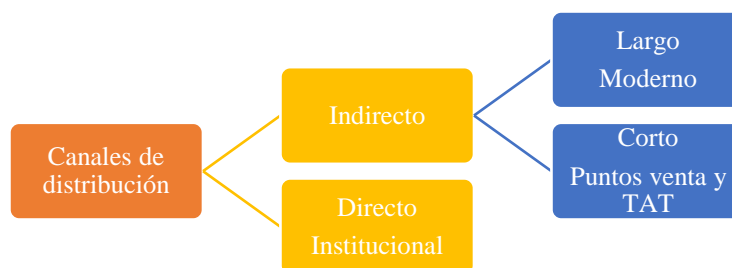 Canales de
distribución
Indirecto
Directo
Institucional
Largo
Moderno
Corto
Puntos venta y
TAT